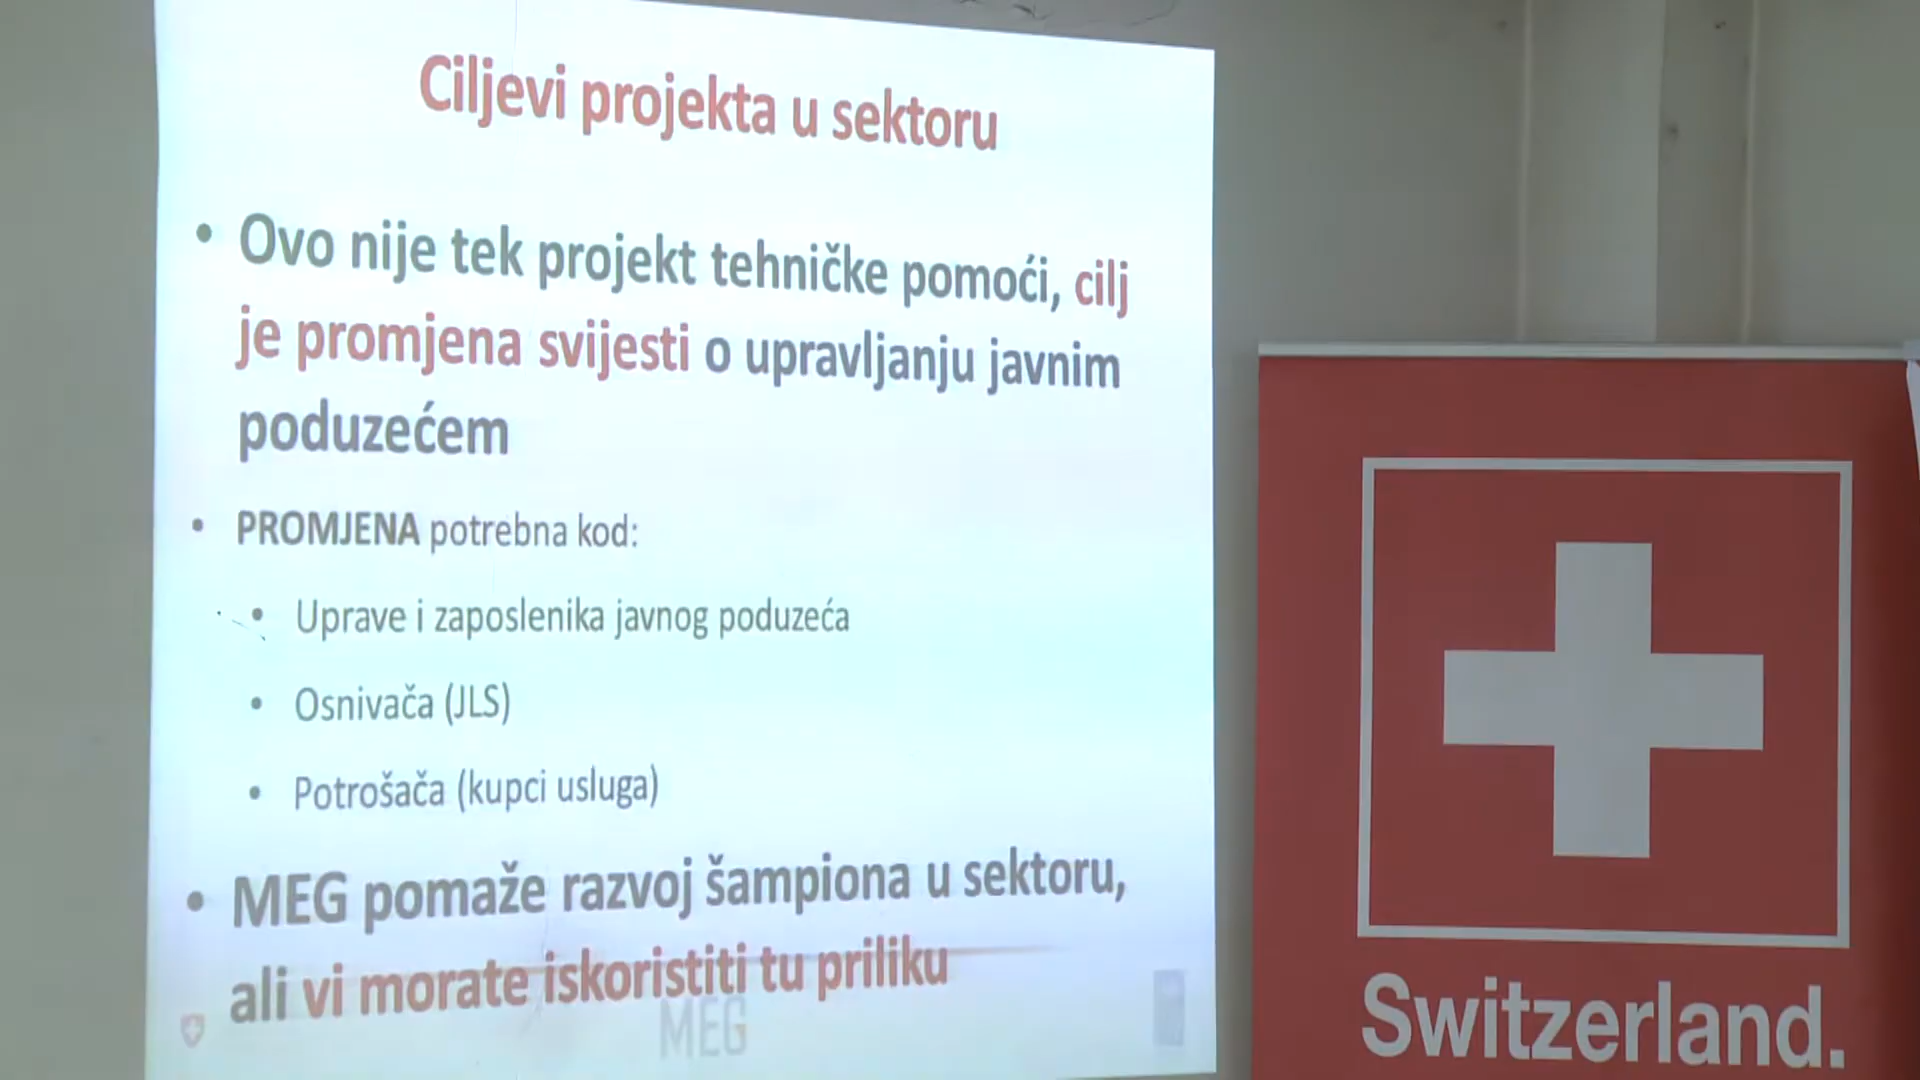 Ciljevi projekta u sektoru
• Ovo nije tek projekt tehničke pomoći, cilj
je promjena svijesti o upravljanju javnim
poduzećem
• PROMJENA potrebna kod:
• Uprave i zaposlenika javnog poduzeća
• Osnivača (JLS)
• Potrošača (kupci usluga)
• MEG pomaže razvoj šampiona u sektoru,
ali vi morate iskoristiti tu priliku
MEG
Switzerland.